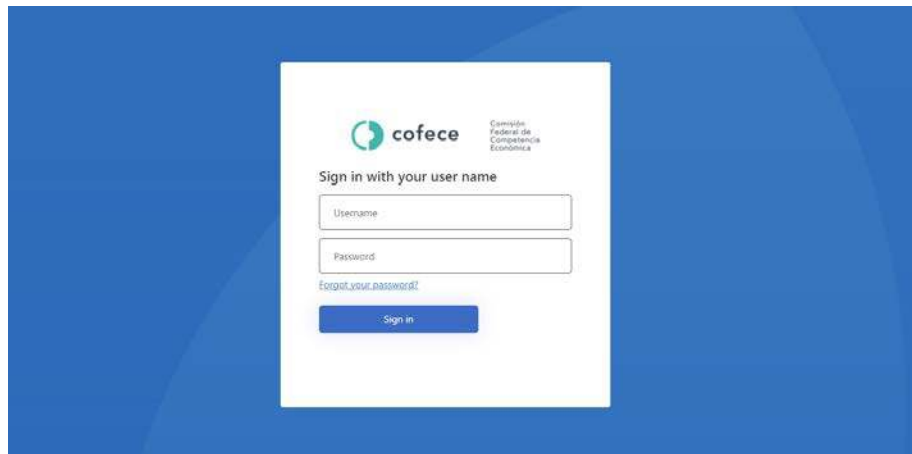 cofece
Comisión
Federal de
Competencia
Económica
Sign in with your user name
Username
Password
Forgot your password?
Sign in